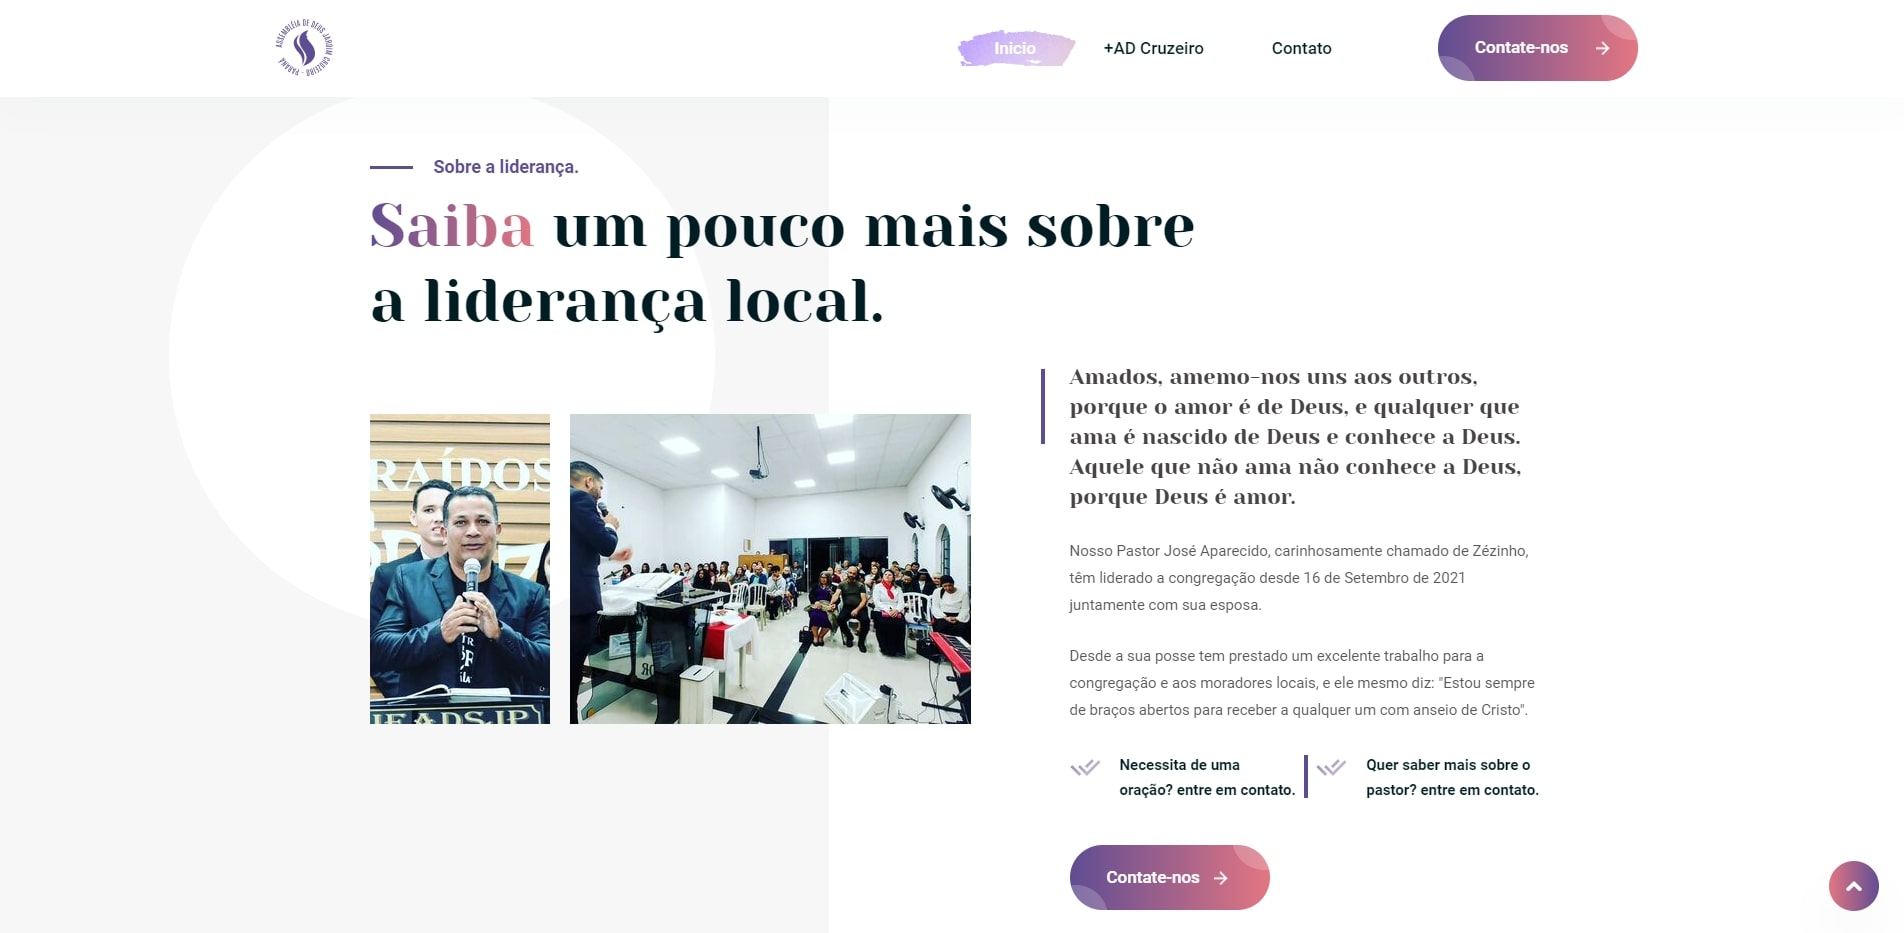 ASSEMBLÉIA DE DEUS JARDIM CRUZEIRO - PARANÁ
Inicio
+AD Cruzeiro
Contato
Contate-nos
Sobre a liderança.
Saiba um pouco mais sobre
a liderança local.
RAÍDOS
IEADSJP
Amados, amemo-nos uns aos outros,
porque o amor é de Deus, e qualquer que
ama é nascido de Deus e conhece a Deus.
Aquele que não ama não conhece a Deus,
porque Deus é amor.
Nosso Pastor José Aparecido, carinhosamente chamado de Zézinho,
têm liderado a congregação desde 16 de Setembro de 2021
juntamente com sua esposa.
Desde a sua posse tem prestado um excelente trabalho para a
congregação e aos moradores locais, e ele mesmo diz: "Estou sempre
de braços abertos para receber a qualquer um com anseio de Cristo".
Necessita de uma
oração? entre em contato.
Quer saber mais sobre o
pastor? entre em contato.
Contate-nos